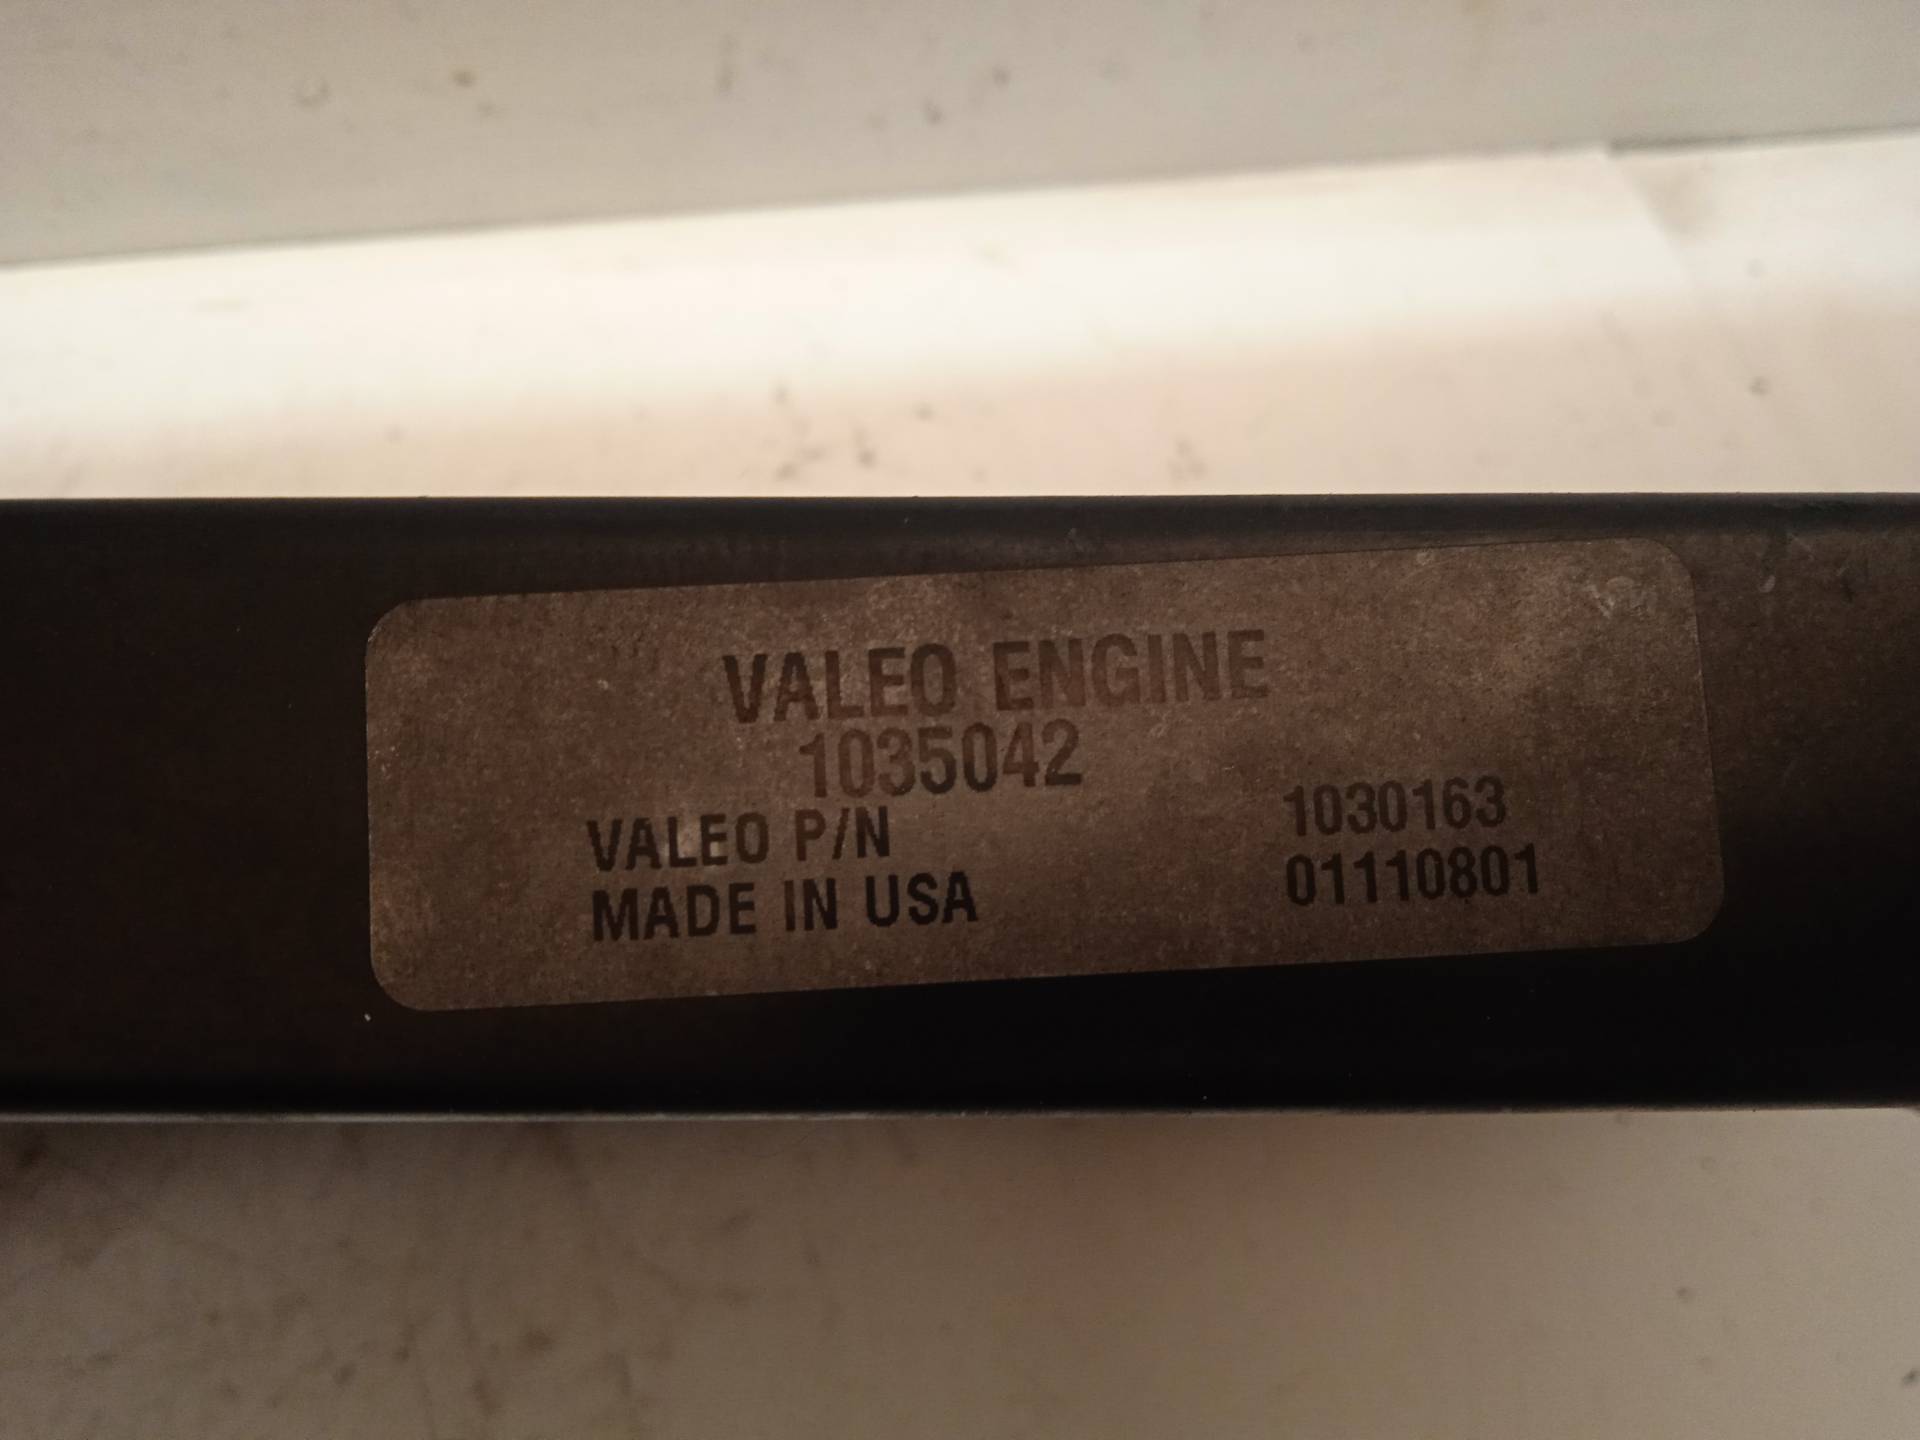 VALEO ENGINE
1035042
VALEO P/N 1030163
MADE IN USA 01110801